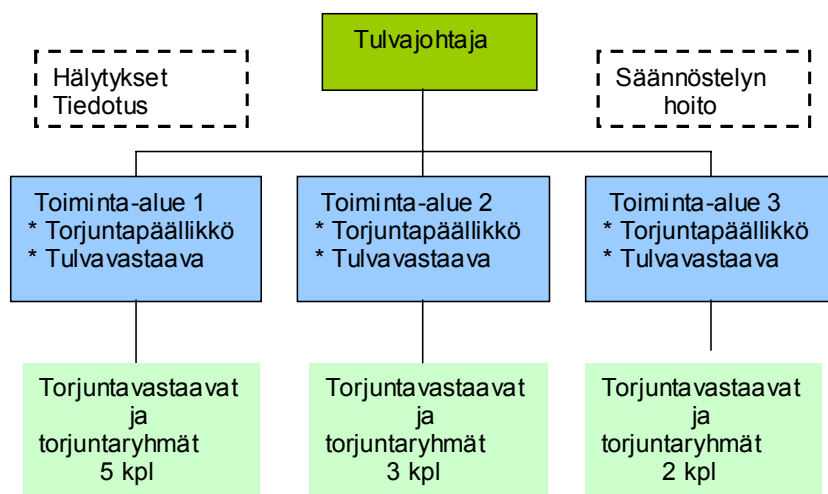 Tulvajohtaja
Hälytykset
Tiedotus
Säännöstelyn
hoito
Toiminta-alue 1
* Torjuntapäällikkö
* Tulvavastaava
Toiminta-alue 2
* Torjuntapäällikkö
* Tulvavastaava
Toiminta-alue 3
* Torjuntapäällikkö
* Tulvavastaava
Torjuntavastaavat
ja
torjuntaryhmät
5 kpl
Torjuntavastaavat
ja
torjuntaryhmät
3 kpl
Torjuntavastaavat
ja
torjuntaryhmät
2 kpl